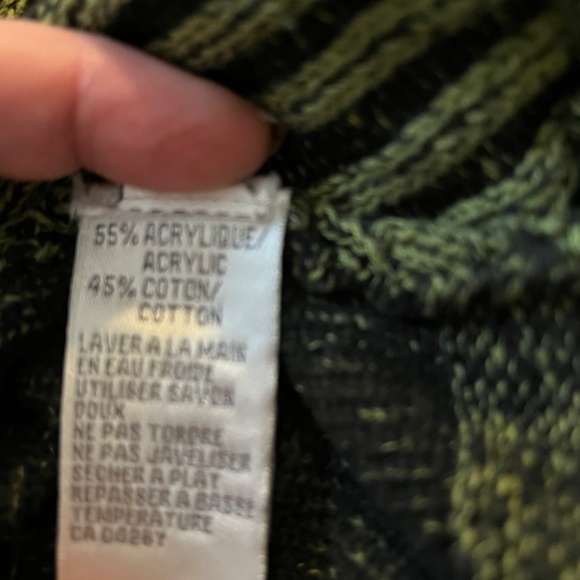 55% ACRYLIQUE/
ACRYLIC
45% COTON/
COTTON
LAVER A LA MAIN
EN EAU FROIDE
UTILISER SAVON
DOUX
NE PAS TORDRE
NE PAS JAVELISER
SECHER A PLAT
REPASSER A BASSE
TEMPERATURE
CA 00267